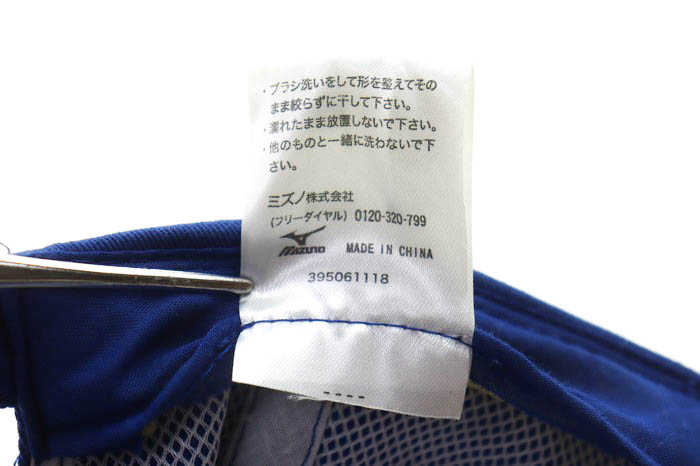 ・ブラシ洗いをして形を整えてその
まま絞らずに干して下さい。
・濡れたまま放置しないで下さい。
・他のものと一緒に洗わないで下
さい。
ミズノ株式会社
(フリーダイヤル) 0120-320-799
Mizuno MADE IN CHINA
395061118